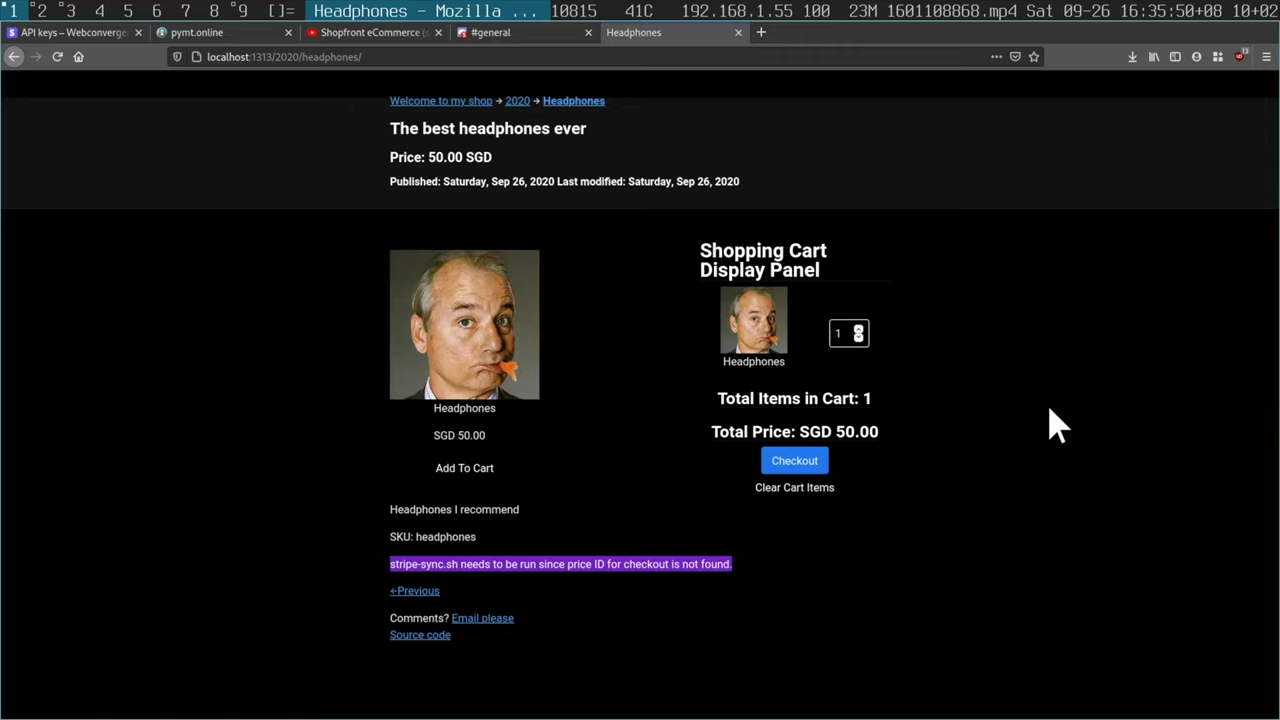 1 2 3 4 5 6 7 8 9 []= Headphones - Mozilla ... 10815 41C 192.168.1.55 100 23M 1601108868.mp4 Sat 09-26 16:35:50+08 10+02
API keys – Webconverge
pymt.online
Shopfront eCommerce (s
#general
Headphones
localhost:1313/2020/headphones/
13
Welcome to my shop → 2020 → Headphones
The best headphones ever
Price: 50.00 SGD
Published: Saturday, Sep 26, 2020 Last modified: Saturday, Sep 26, 2020
Headphones
SGD 50.00
Add To Cart
Headphones I recommend
SKU: headphones
stripe-sync.sh needs to be run since price ID for checkout is not found.
←Previous
Comments? Email please
Source code
Shopping Cart
Display Panel
1
Headphones
Total Items in Cart: 1
Total Price: SGD 50.00
Checkout
Clear Cart Items